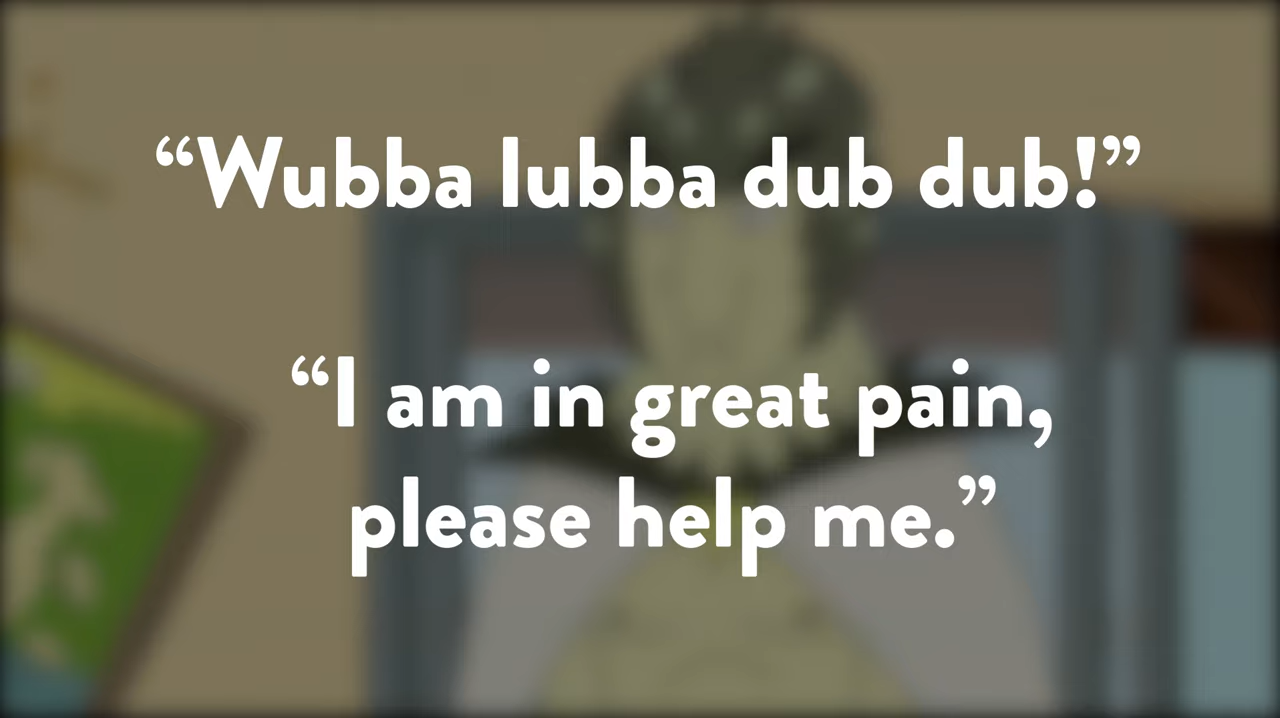 “Wubba lubba dub dub!”
“I am in great pain,
please help me.”